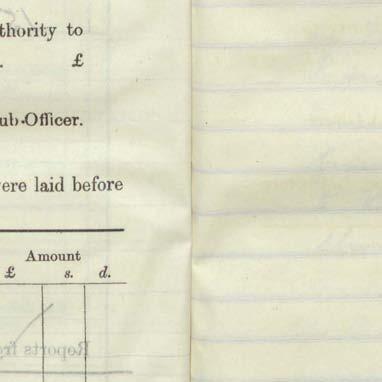 thority to
. £
ub-Officer.
ere laid before
Amount
£ s. d.
Reports fr